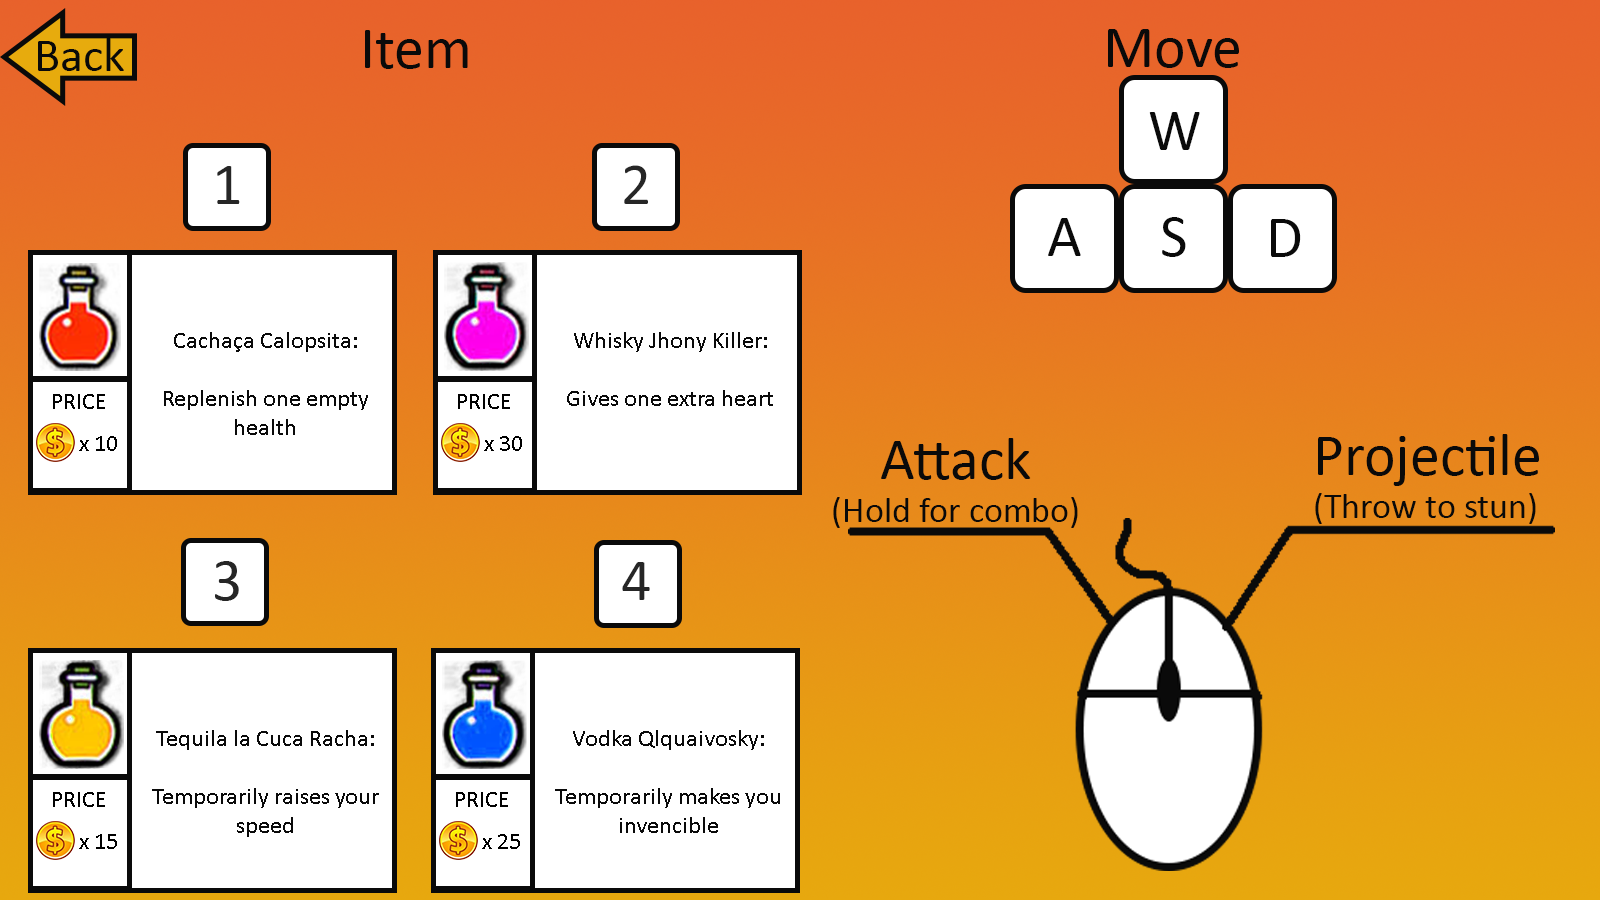 Back
Item
1
2
Cachaça Calopsita:
Replenish one empty
health
PRICE
$ x 10
Whisky Jhony Killer:
Gives one extra heart
PRICE
$ x 30
3
4
Tequila la Cuca Racha:
Temporarily raises your
speed
PRICE
$ x 15
Vodka QIquaivosky:
Temporarily makes you
invencible
PRICE
$ x 25
Move
W
A S D
Attack
(Hold for combo)
Projectile
(Throw to stun)